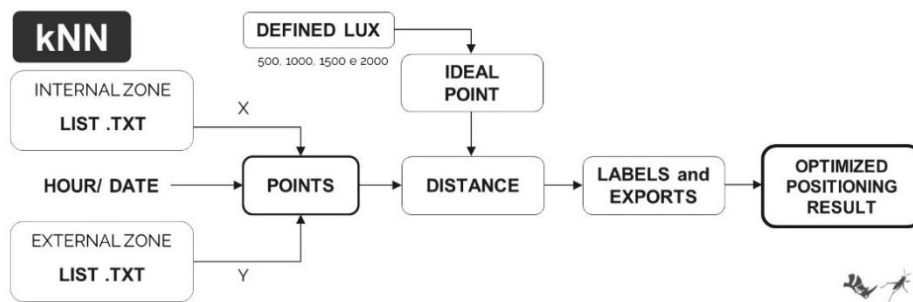 kNN
DEFINED LUX
500, 1000, 1500 e 2000
IDEAL
POINT
INTERNAL ZONE
LIST .TXT
X
HOUR/ DATE
POINTS
DISTANCE
LABELS and
EXPORTS
OPTIMIZED
POSITIONING
RESULT
EXTERNAL ZONE
LIST .TXT
Y